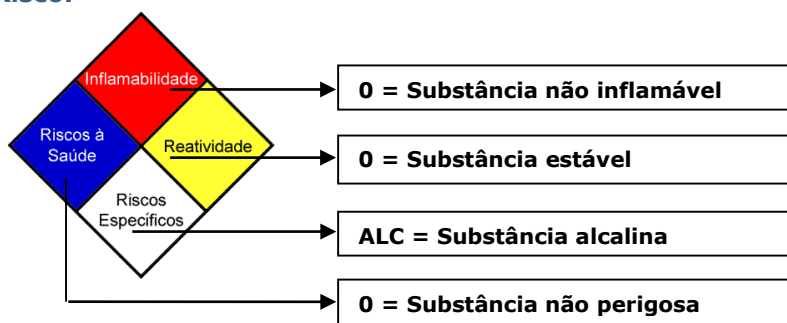 Inflamabilidade
0 = Substância não inflamável
Riscos à
Saúde
Reatividade
0 = Substância estável
Riscos
Específicos
ALC = Substância alcalina
0 = Substância não perigosa